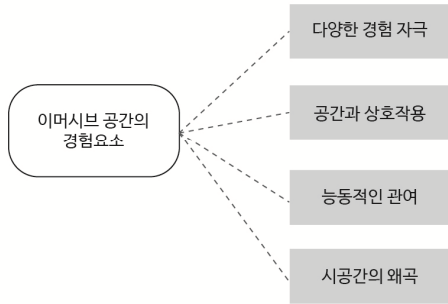 이머시브 공간의
경험요소
다양한 경험 자극
공간과 상호작용
능동적인 관여
시공간의 왜곡